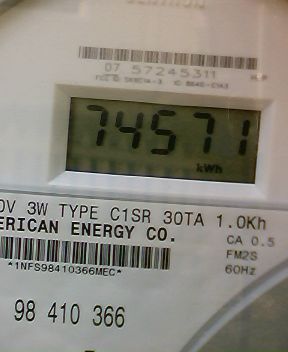 07 57245311
74571
kWh
0V 3W TYPE C1SR 30TA 1.0Kh
ERICAN ENERGY CO.
CA 0.5
FM2S
*1NFS98410366MEC*
60Hz
98 410 366